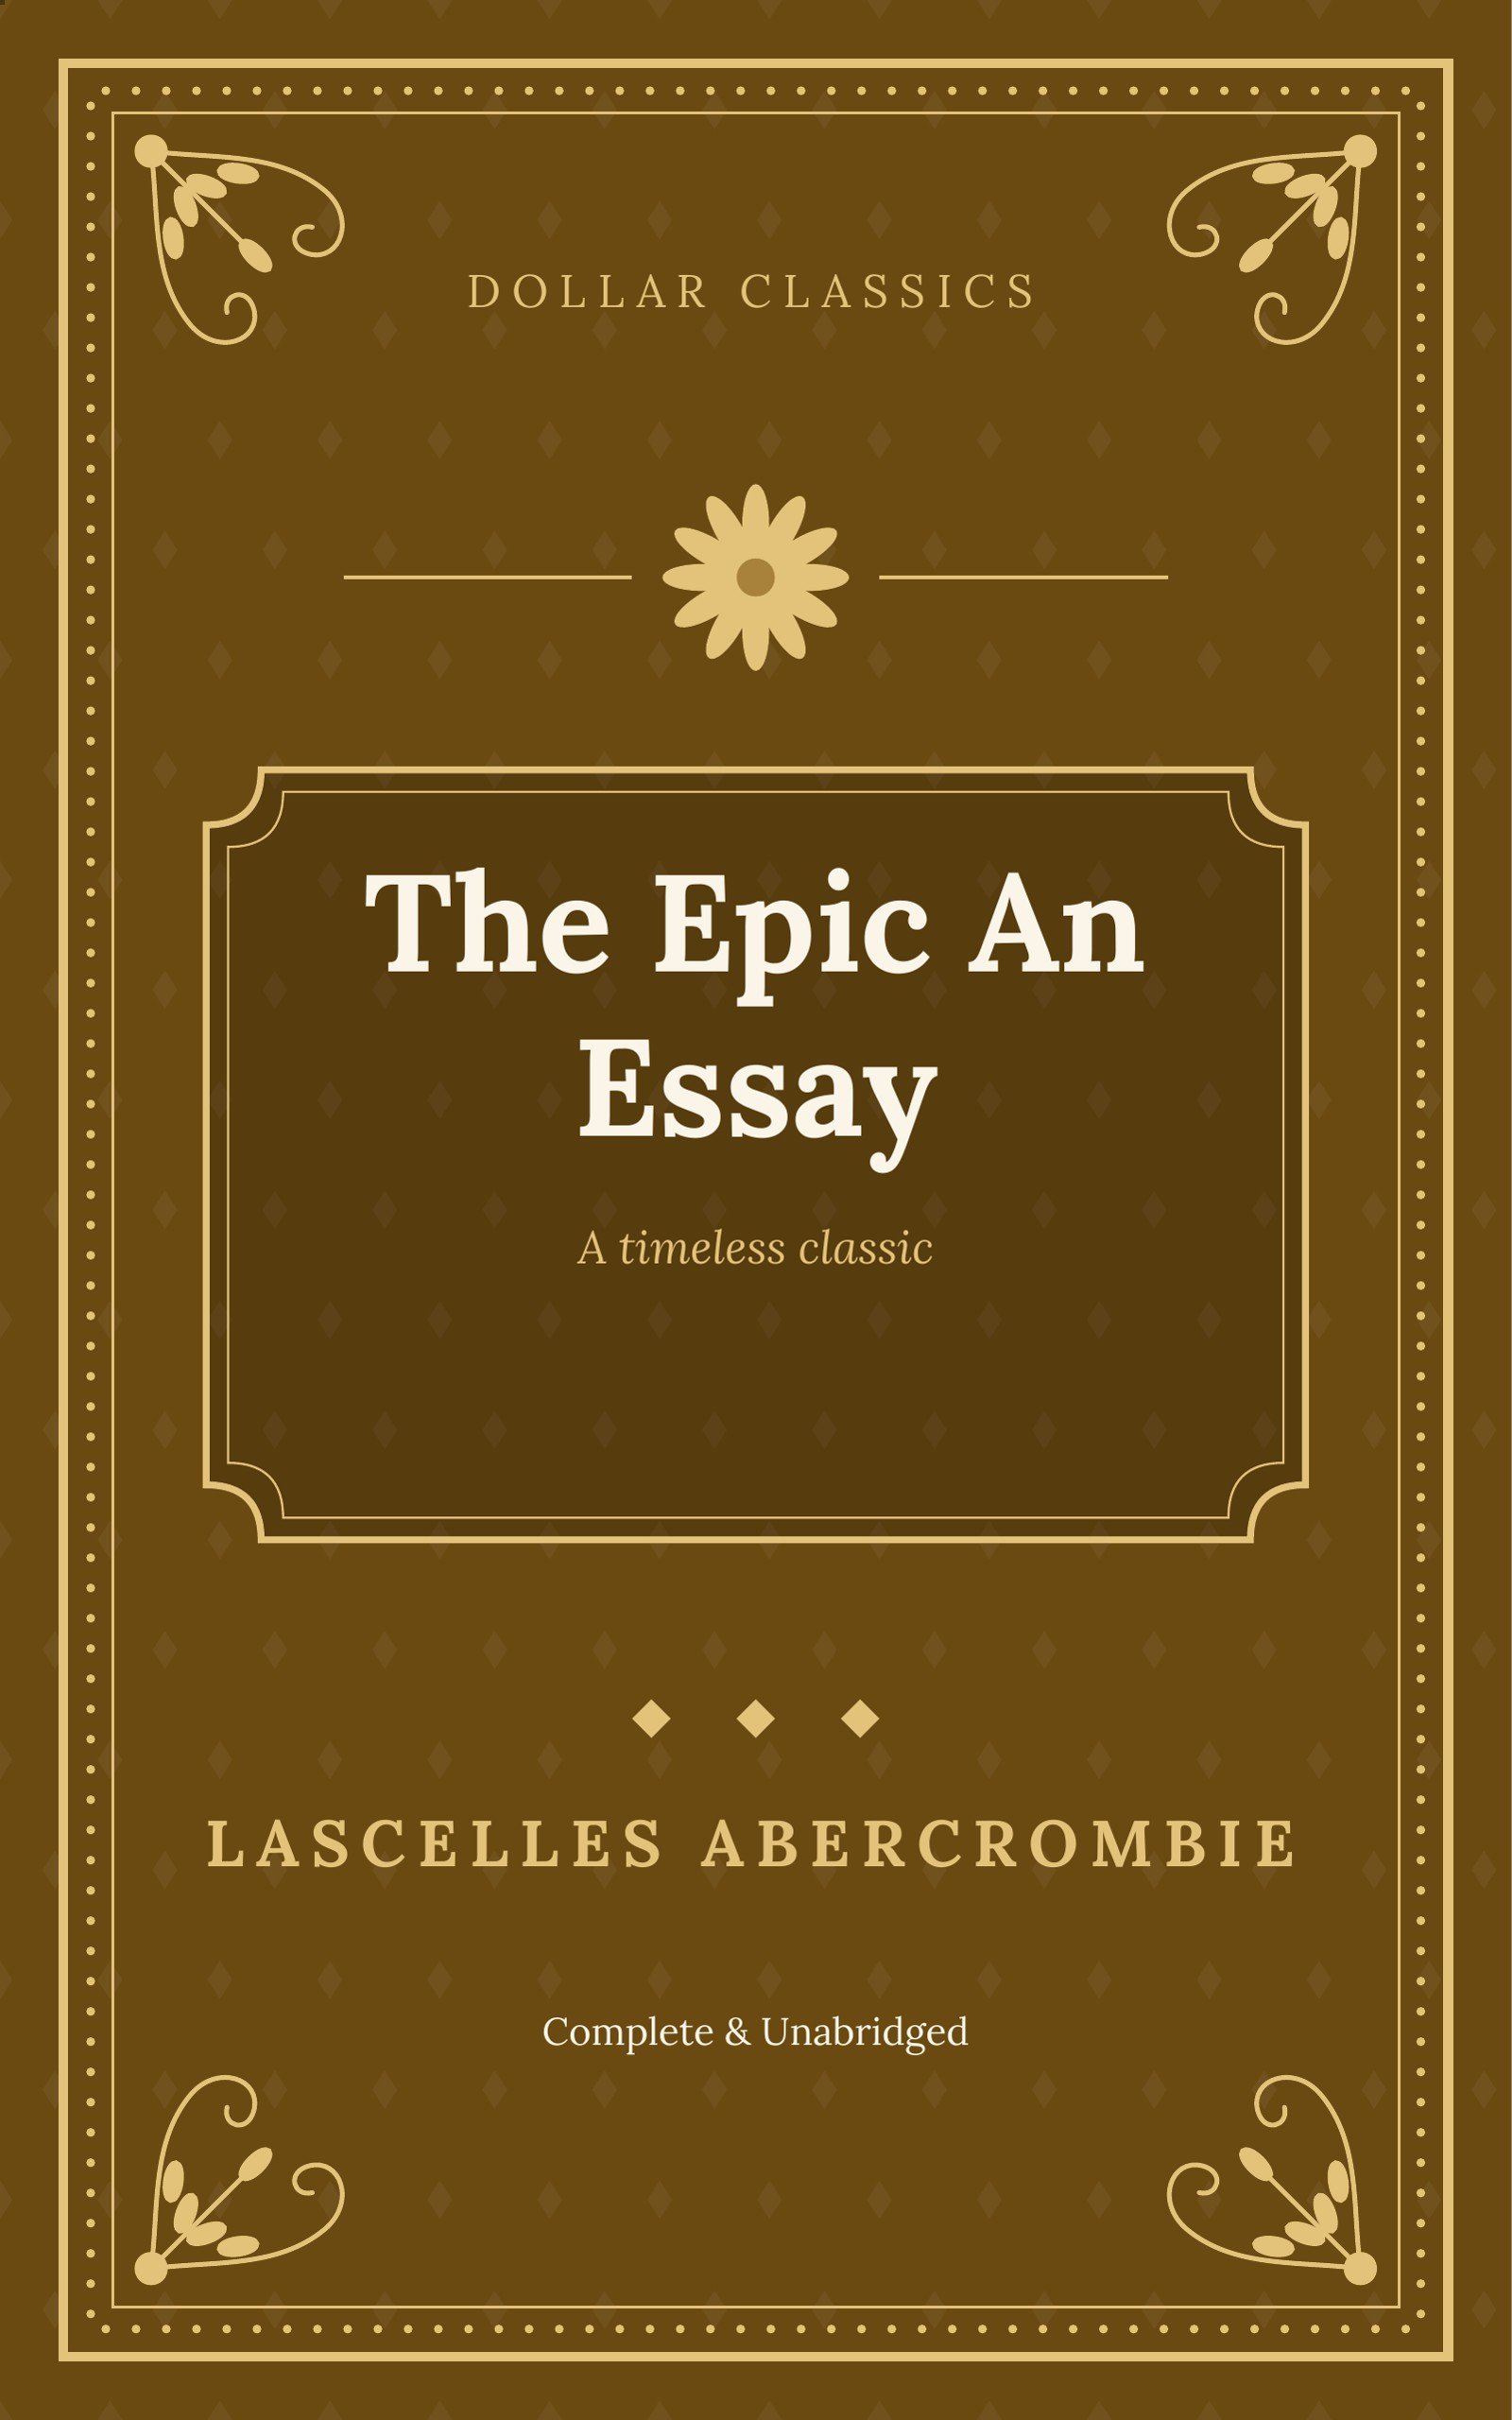 DOLLAR CLASSICS
The Epic An
Essay
A timeless classic
LASCELLES ABERCROMBIE
Complete & Unabridged